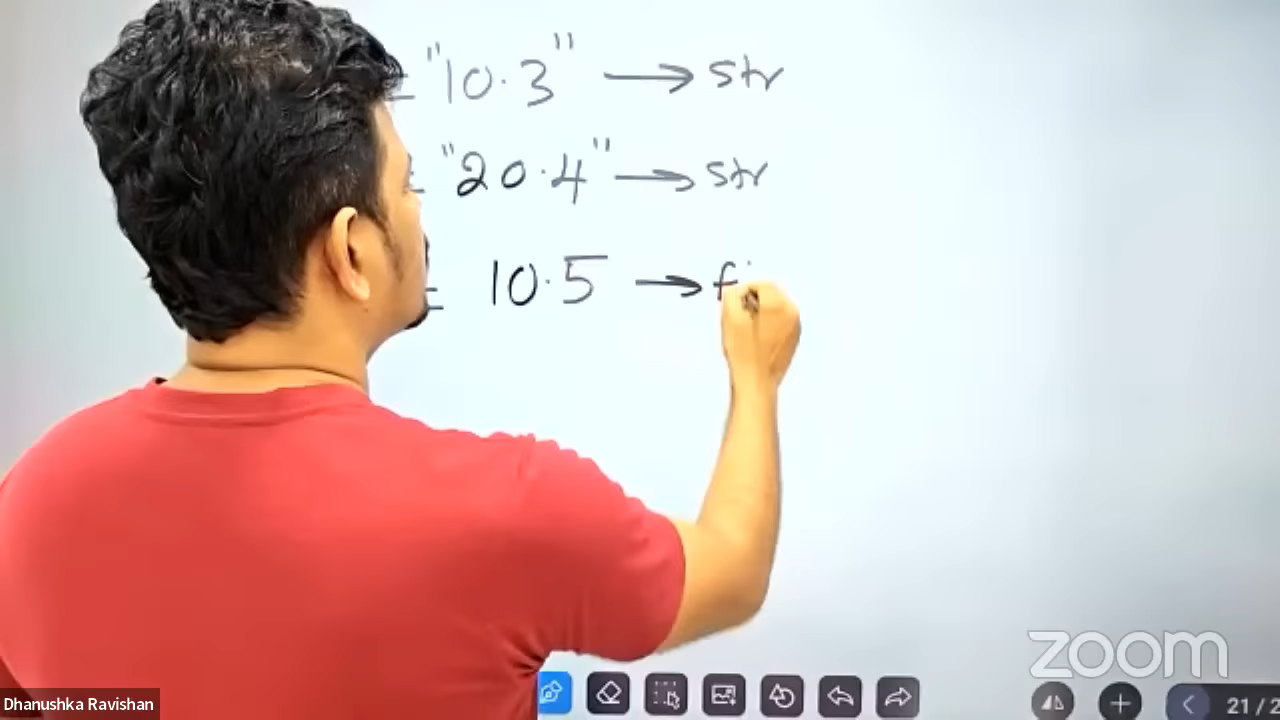 = "10.3" → str
= "20.4" → str
= 10.5 → f
zoom
Dhanushka Ravishan
21 / 2